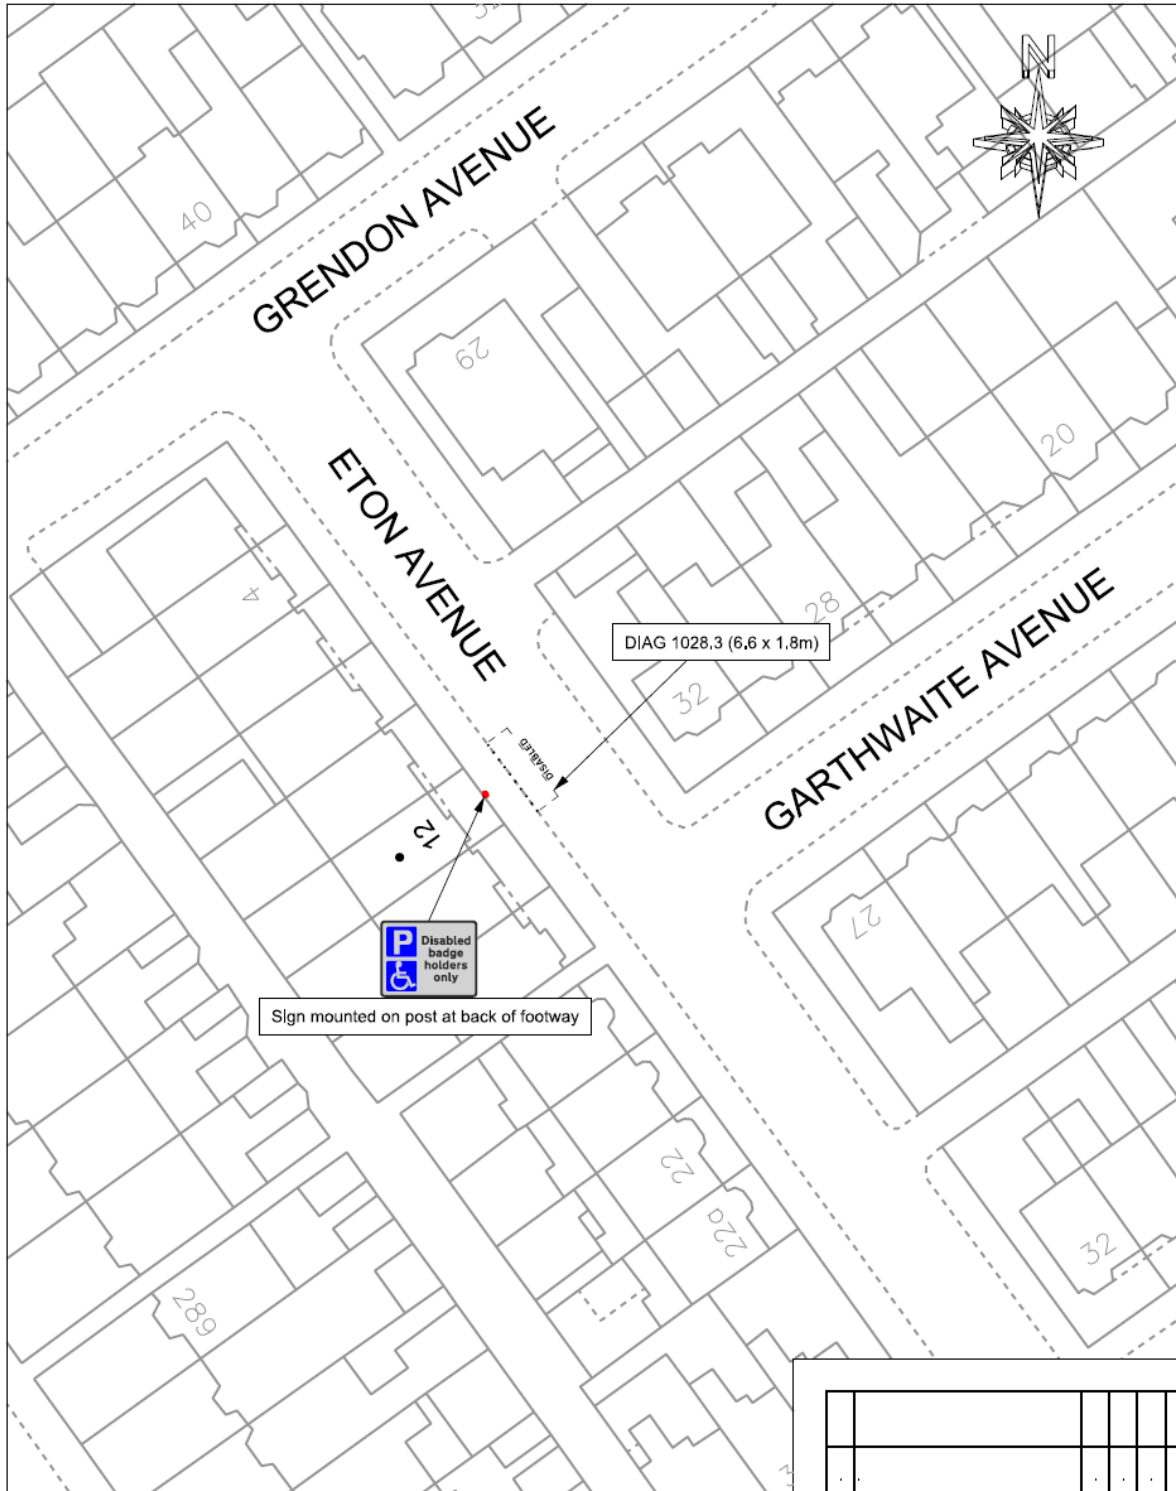 N
GRENDON AVENUE
40
29
ETON AVENUE
20
4
28
DIAG 1028.3 (6.6 x 1.8m)
32
GARTHWAITE AVENUE
DISABLED
12
27
P
Disabled
badge
holders
only
Sign mounted on post at back of footway
22
22a
32
289